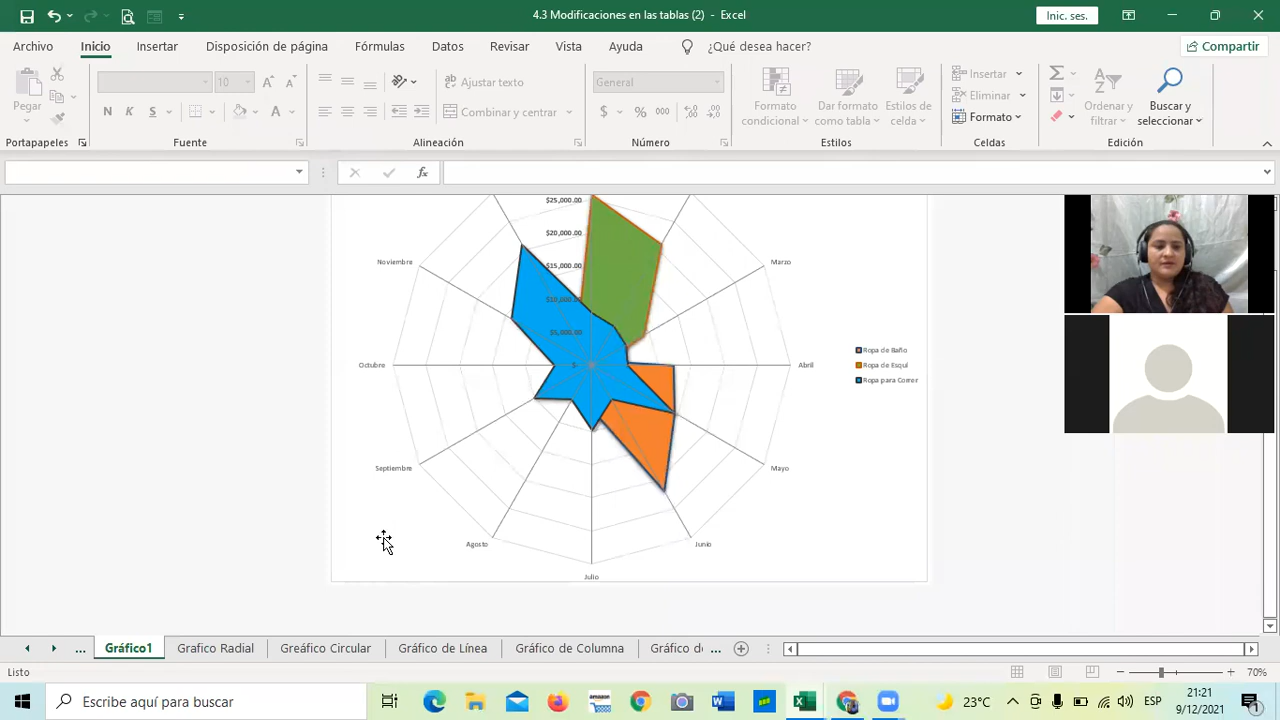 4.3 Modificaciones en las tablas (2) - Excel
Inic. ses.
Archivo Inicio Insertar Disposición de página Fórmulas Datos Revisar Vista Ayuda ¿Qué desea hacer? Compartir
Pegar
10
N K S
Ajustar texto
Combinar y centrar
General
$ % 000
Formato condicional
Dar formato como tabla
Estilos de celda
Insertar
Eliminar
Formato
Ordenar y filtrar
Buscar y seleccionar
Portapapeles Fuente Alineación Número Estilos Celdas Edición
$25,000.00
$20,000.00
$15,000.00
$10,000.00
$5,000.00
$-
Marzo
Abril
Mayo
Junio
Julio
Agosto
Septiembre
Octubre
Noviembre
Ropa de Baño
Ropa de Esquí
Ropa para Correr
... Gráfico1 Grafico Radial Greáfico Circular Gráfico de Línea Gráfico de Columna Gráfico de ...
Listo
70%
Escribe aquí para buscar
amazon
23°C
ESP
21:21
9/12/2021
1